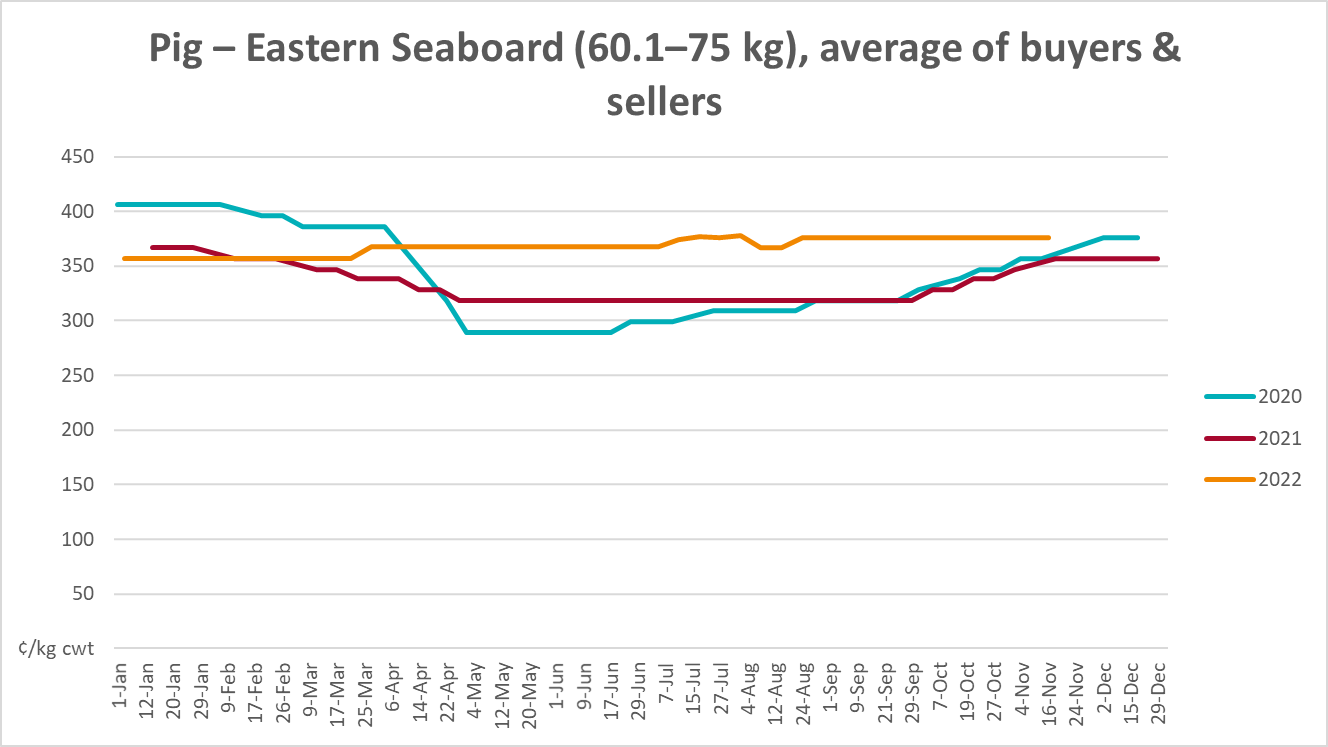 Pig – Eastern Seaboard (60.1–75 kg), average of buyers &
sellers
450
400
350
300
250
200
150
100
50
¢/kg cwt
1-Jan
12-Jan
20-Jan
29-Jan
9-Feb
17-Feb
26-Feb
9-Mar
17-Mar
25-Mar
6-Apr
14-Apr
22-Apr
4-May
12-May
20-May
1-Jun
9-Jun
17-Jun
29-Jun
7-Jul
15-Jul
27-Jul
4-Aug
12-Aug
24-Aug
1-Sep
9-Sep
21-Sep
29-Sep
7-Oct
19-Oct
27-Oct
4-Nov
16-Nov
24-Nov
2-Dec
15-Dec
29-Dec
2020
2021
2022